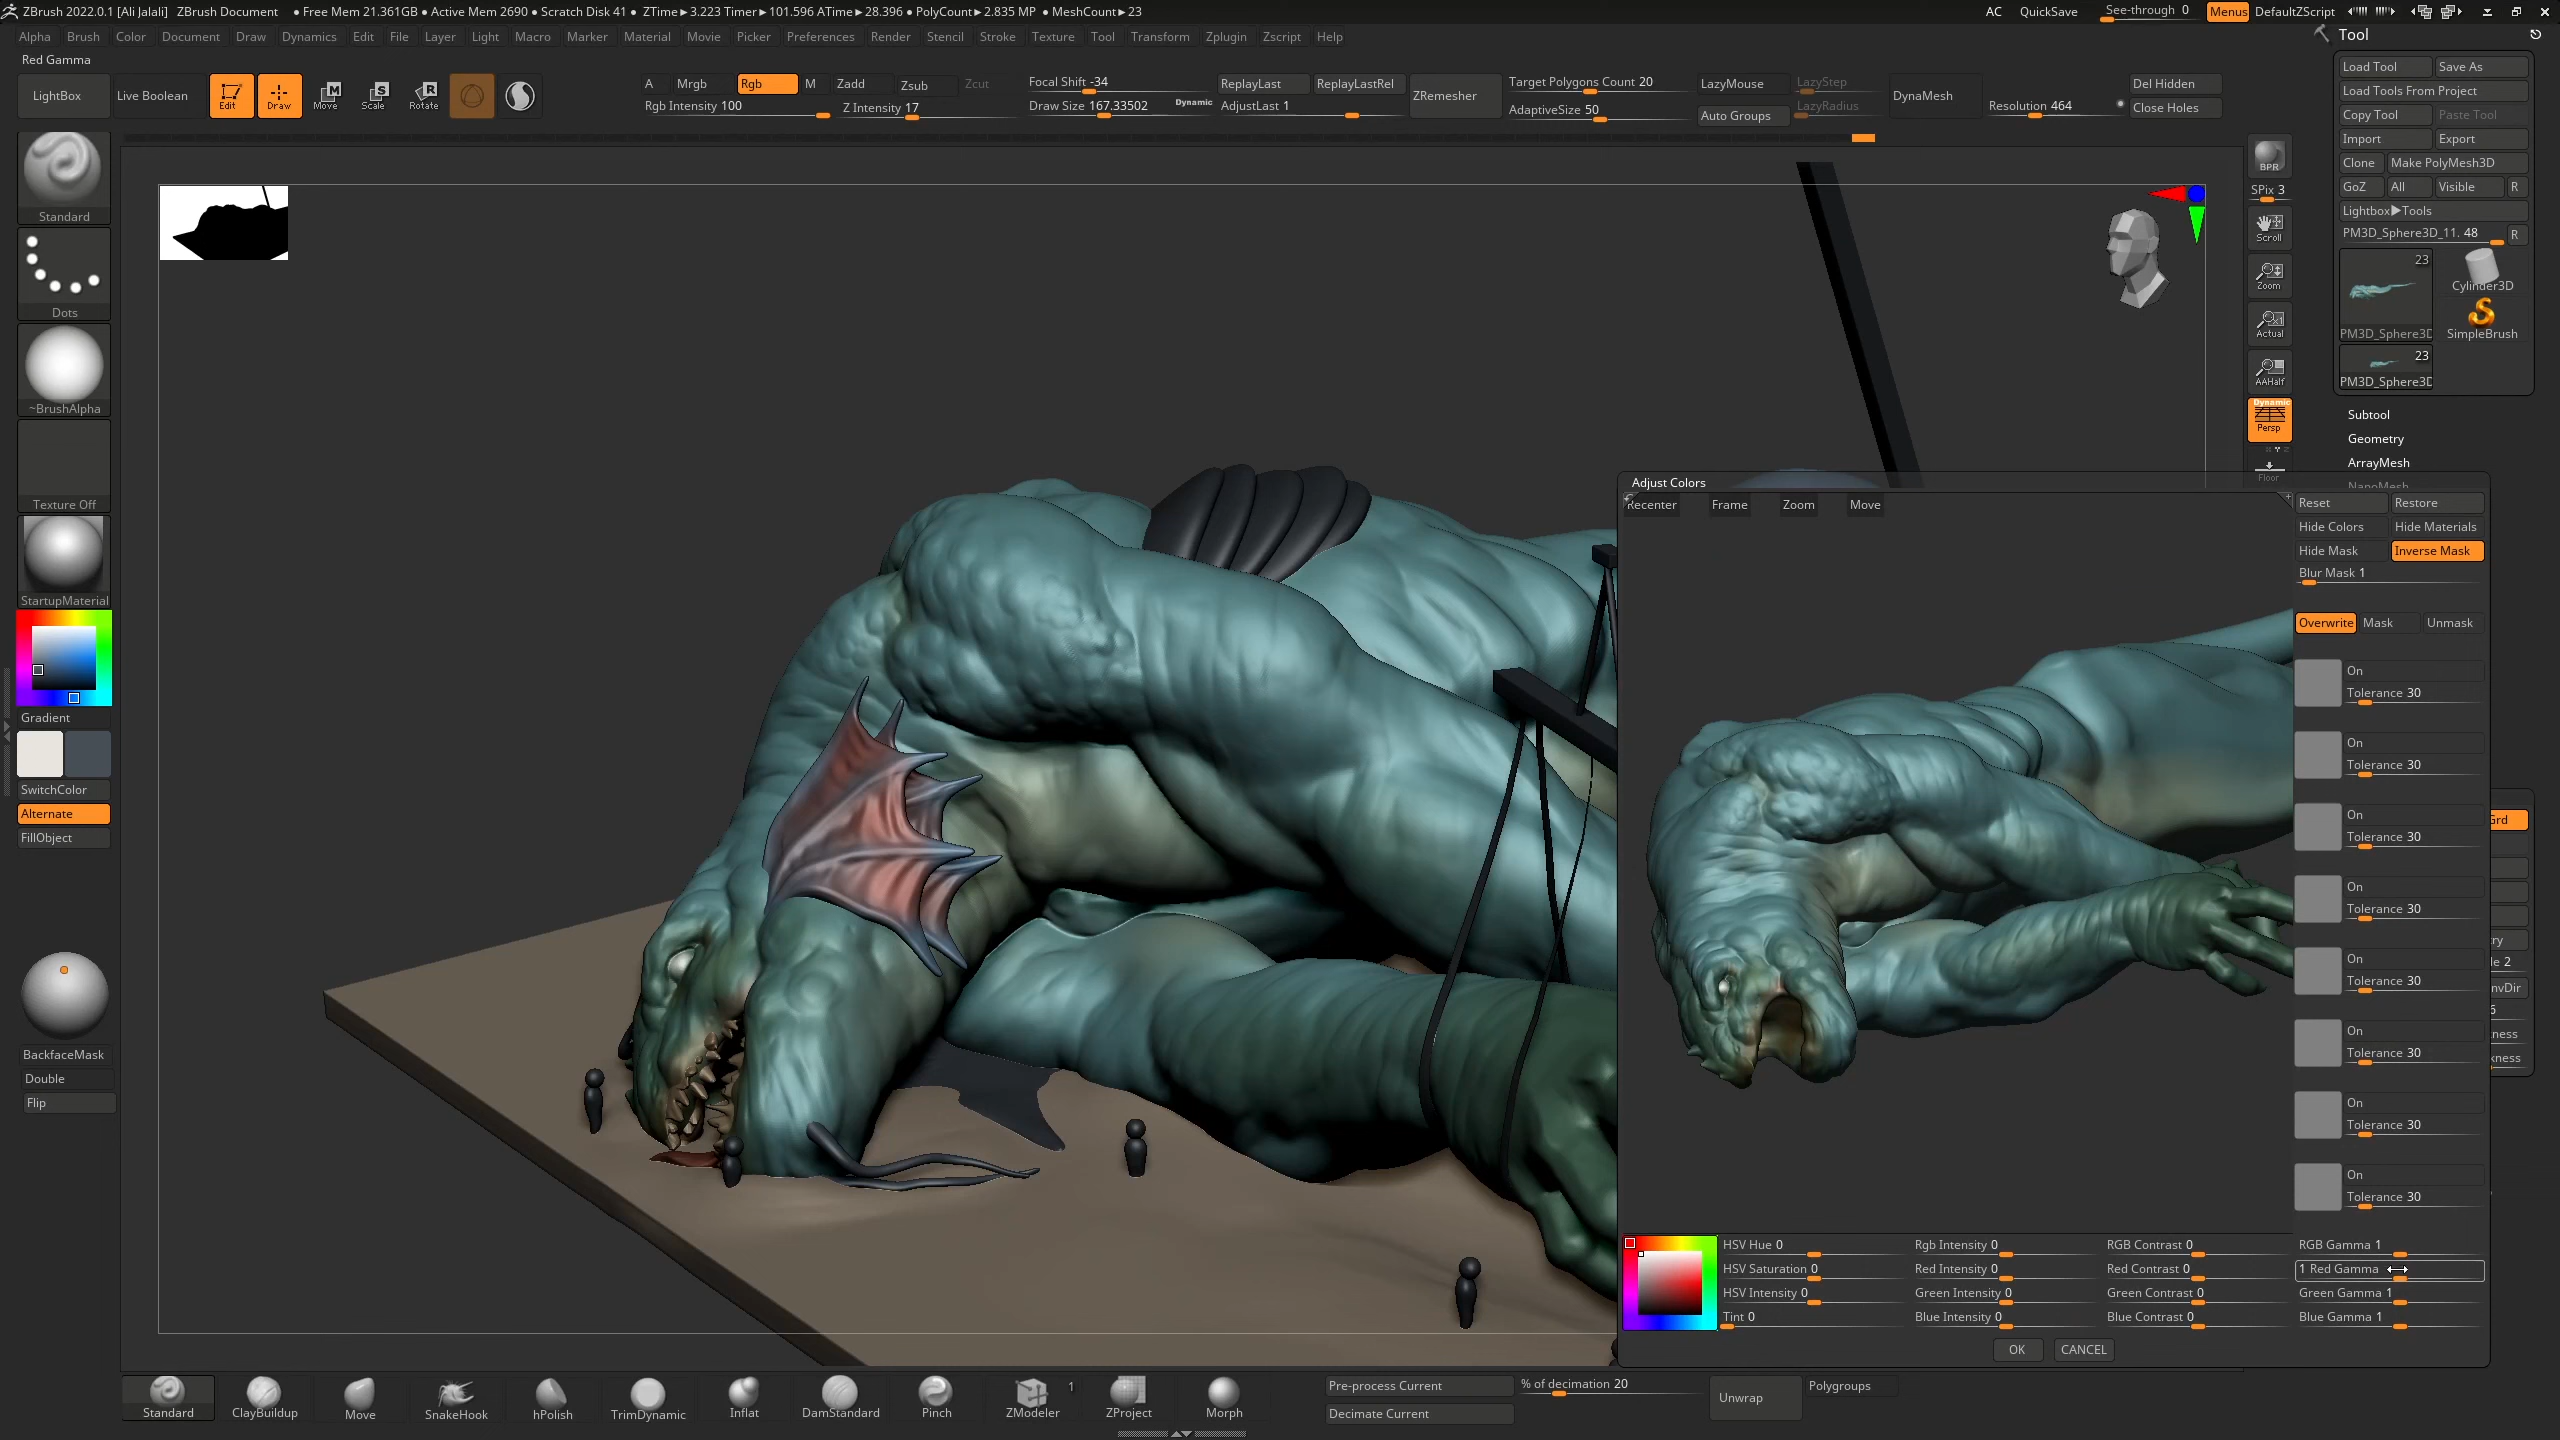 ZBrush 2022.0.1 [Ali Jalali] ZBrush Document ● Free Mem 21.361GB ● Active Mem 2690 ● Scratch Disk 41 ● ZTime►3.223 Timer►101.596 ATime►28.396 ● PolyCount►2.835 MP ● MeshCount►23
AC QuickSave See-through 0 Menus DefaultZScript
Alpha Brush Color Document Draw Dynamics Edit File Layer Light Macro Marker Material Movie Picker Preferences Render Stencil Stroke Texture Tool Transform Zplugin Zscript Help
Red Gamma
LightBox Live Boolean Edit Draw Move Scale Rotate
A Mrgb Rgb M Zadd Zsub Zcut
Rgb Intensity 100 Z Intensity 17
Focal Shift -34
Draw Size 167.33502 Dynamic
ReplayLast ReplayLastRel
AdjustLast 1
ZRemesher
Target Polygons Count 20
AdaptiveSize 50
LazyMouse LazyStep
Auto Groups LazyRadius
DynaMesh
Resolution 464
Del Hidden
Close Holes
Standard
Dots
~BrushAlpha
Texture Off
StartupMaterial
Gradient
SwitchColor
Alternate
FillObject
BackfaceMask
Double
Flip
BPR
SPix 3
Scroll
Zoom
Actual
AAHalf
Dynamic
Persp
Floor
Tool
Load Tool Save As
Load Tools From Project
Copy Tool Paste Tool
Import Export
Clone Make PolyMesh3D
GoZ All Visible R
Lightbox►Tools
PM3D_Sphere3D_11. 48 R
23
Cylinder3D
PM3D_Sphere3D SimpleBrush
23
PM3D_Sphere3D
Subtool
Geometry
ArrayMesh
NanoMesh
Adjust Colors
Recenter Frame Zoom Move
Reset Restore
Hide Colors Hide Materials
Hide Mask Inverse Mask
Blur Mask 1
Overwrite Mask Unmask
On
Tolerance 30
On
Tolerance 30
On
Tolerance 30
On
Tolerance 30
On
Tolerance 30
On
Tolerance 30
On
Tolerance 30
On
Tolerance 30
HSV Hue 0 Rgb Intensity 0 RGB Contrast 0 RGB Gamma 1
HSV Saturation 0 Red Intensity 0 Red Contrast 0 1 Red Gamma
HSV Intensity 0 Green Intensity 0 Green Contrast 0 Green Gamma 1
Tint 0 Blue Intensity 0 Blue Contrast 0 Blue Gamma 1
OK CANCEL
Standard ClayBuildup Move SnakeHook hPolish TrimDynamic Inflat DamStandard Pinch ZModeler 1 ZProject Morph
Pre-process Current % of decimation 20
Decimate Current
Unwrap
Polygroups